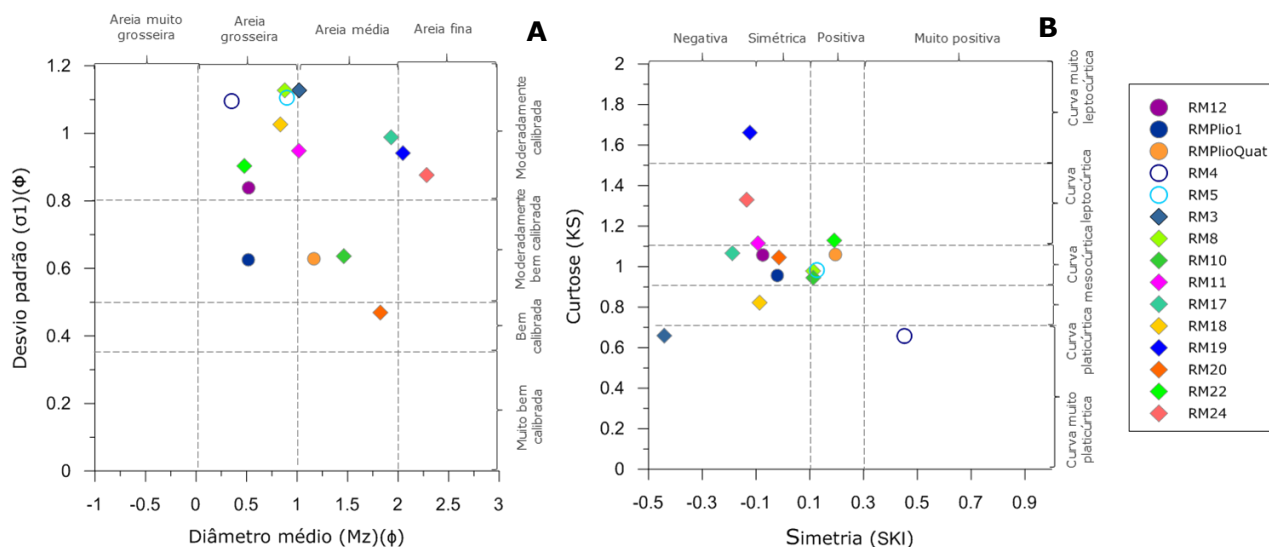 Areia muito
grosseira
Areia
grosseira
Areia média
Areia fina
A
1.2
1
0.8
0.6
0.4
0.2
0
Desvio padrão (σ1)(Φ)
-1
-0.5
0
0.5
1
1.5
2
2.5
3
Diâmetro médio (Mz)(ϕ)
Moderadamente
calibrada
Moderadamente
bem calibrada
Bem
calibrada
Muito bem
calibrada
Negativa
Simétrica
Positiva
Muito positiva
B
2
1.8
1.6
1.4
1.2
1
0.8
0.6
0.4
0.2
0
Curtose (KS)
-0.5
-0.3
-0.1
0.1
0.3
0.5
0.7
0.9
Simetria (SKI)
Curva muito
leptocúrtica
Curva
leptocúrtica
Curva
mesocúrtica
Curva
platicúrtica
Curva muito
platicúrtica
RM12
RMPlio1
RMPlioQuat
RM4
RM5
RM3
RM8
RM10
RM11
RM17
RM18
RM19
RM20
RM22
RM24